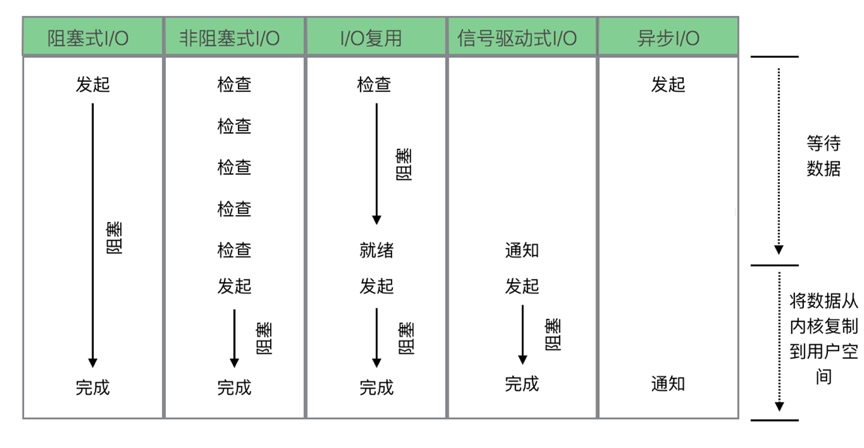 阻塞式I/O
非阻塞式I/O
I/O复用
信号驱动式I/O
异步I/O
发起
阻塞
完成
检查
检查
检查
检查
检查
发起
阻塞
完成
检查
阻塞
就绪
发起
阻塞
完成
通知
发起
阻塞
完成
发起
通知
等待
数据
将数据从
内核复制
到用户空
间